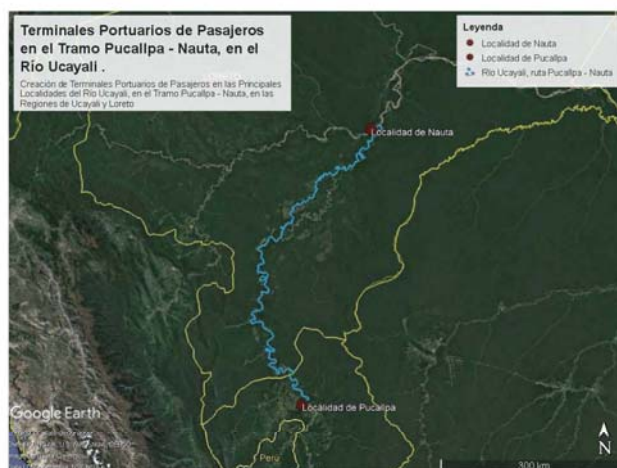 Terminales Portuarios de Pasajeros
en el Tramo Pucallpa - Nauta, en el
Río Ucayali .
Creación de Terminales Portuarios de Pasajeros en las Principales
Localidades del Río Ucayali, en el Tramo Pucallpa - Nauta, en las
Regiones de Ucayali y Loreto
Leyenda
Localidad de Nauta
Localidad de Pucallpa
Río Ucayali, ruta Pucallpa - Nauta
Localidad de Nauta
Localidad de Pucallpa
Google Earth
Perú
N
300 km